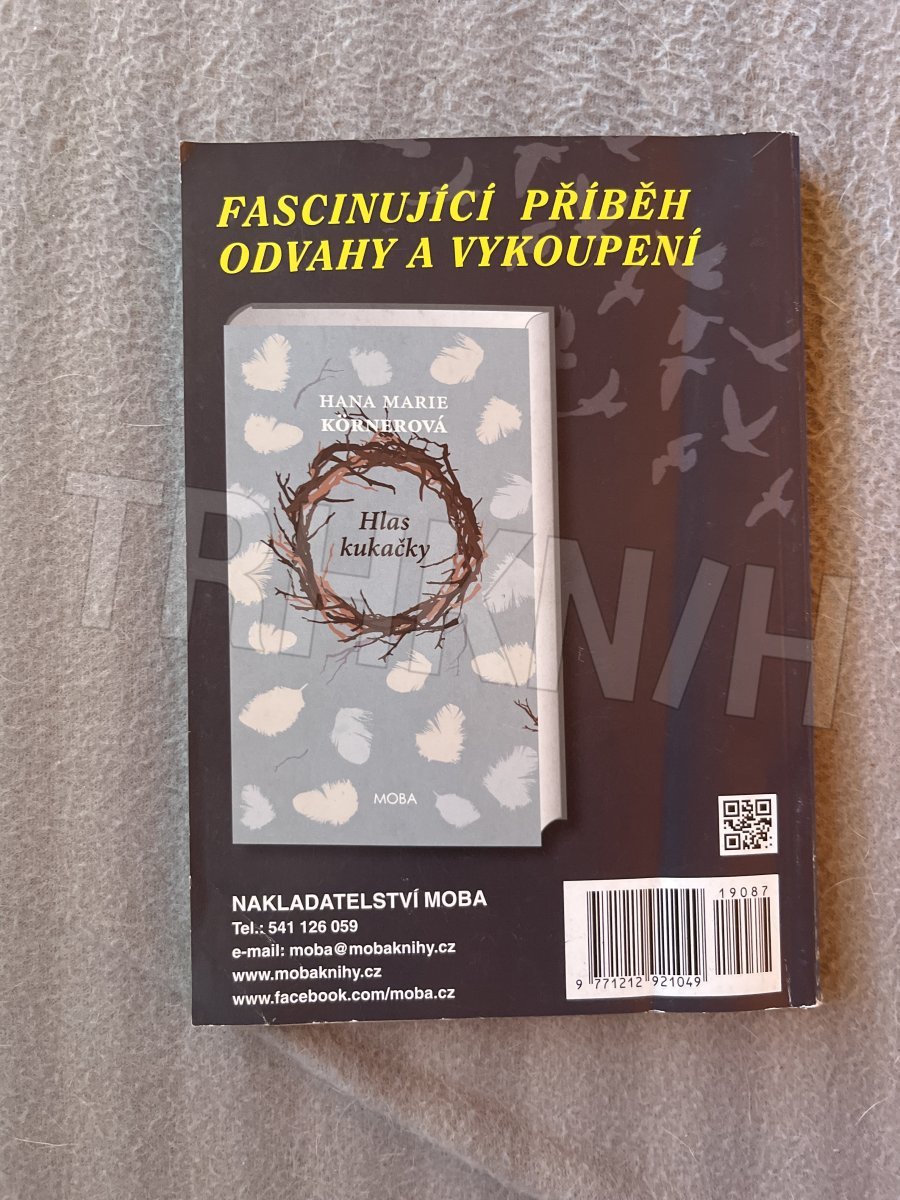 FASCINUJÍCÍ PŘÍBĚH
ODVAHY A VYKOUPENÍ
HANA MARIE
KÖRNEROVÁ
Hlas
kukačky
MOBA
TRHKNIH
NAKLADATELSTVÍ MOBA
Tel.: 541 126 059
e-mail: moba@mobaknihy.cz
www.mobaknihy.cz
www.facebook.com/moba.cz
19087
9 771212 921049